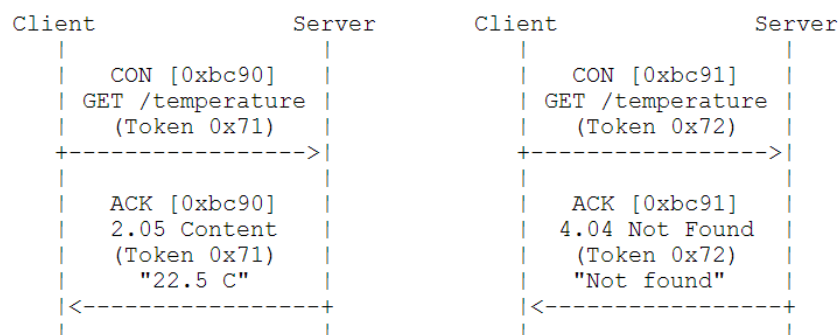 Client Server Client Server
CON [0xbc90] CON [0xbc91]
GET /temperature GET /temperature
(Token 0x71) (Token 0x72)
ACK [0xbc90] ACK [0xbc91]
2.05 Content 4.04 Not Found
(Token 0x71) (Token 0x72)
"22.5 C" "Not found"